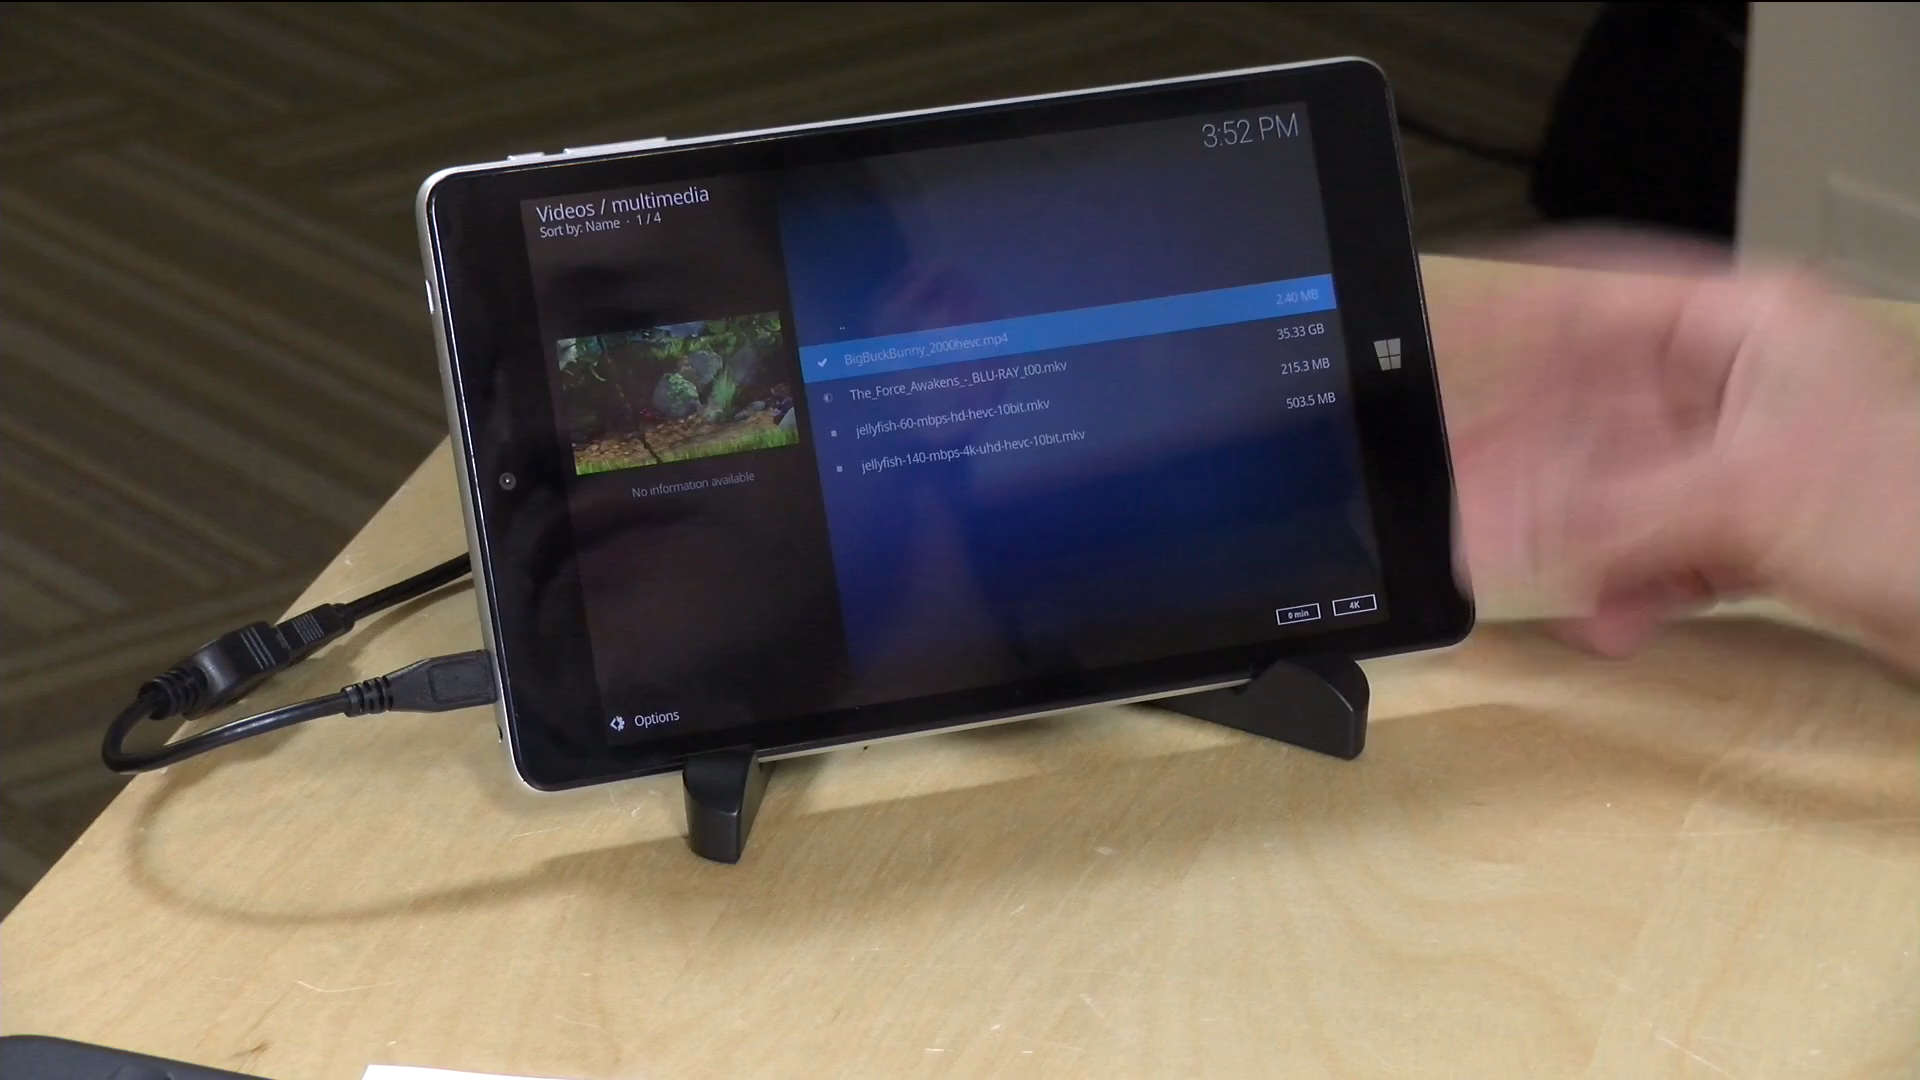 3:52 PM
Videos / multimedia
Sort by: Name · 1 / 4
..
BigBuckBunny_2000hevc.mp4 2.40 MB
The_Force_Awakens_-_BLU-RAY_t00.mkv 35.33 GB
jellyfish-60-mbps-hd-hevc-10bit.mkv 215.3 MB
jellyfish-140-mbps-4k-uhd-hevc-10bit.mkv 503.5 MB
No information available
0 min 4K
Options